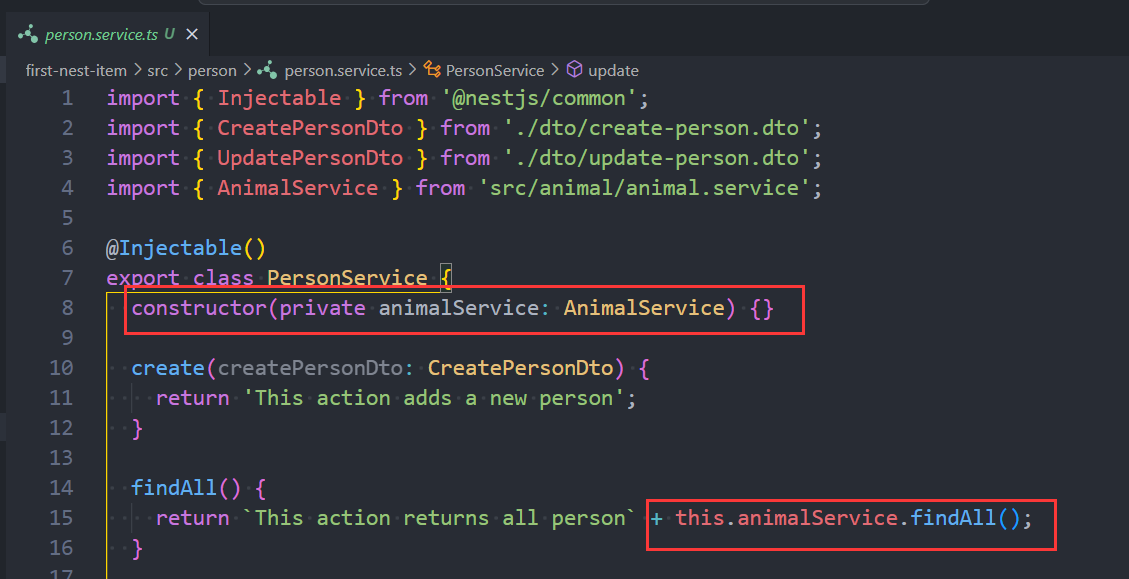 person.service.ts U ×
first-nest-item > src > person > person.service.ts > PersonService > update
1 import { Injectable } from '@nestjs/common';
2 import { CreatePersonDto } from './dto/create-person.dto';
3 import { UpdatePersonDto } from './dto/update-person.dto';
4 import { AnimalService } from 'src/animal/animal.service';
5
6 @Injectable()
7 export class PersonService {
8 constructor(private animalService: AnimalService) {}
9
10 create(createPersonDto: CreatePersonDto) {
11 return 'This action adds a new person';
12 }
13
14 findAll() {
15 return `This action returns all person` + this.animalService.findAll();
16 }
17